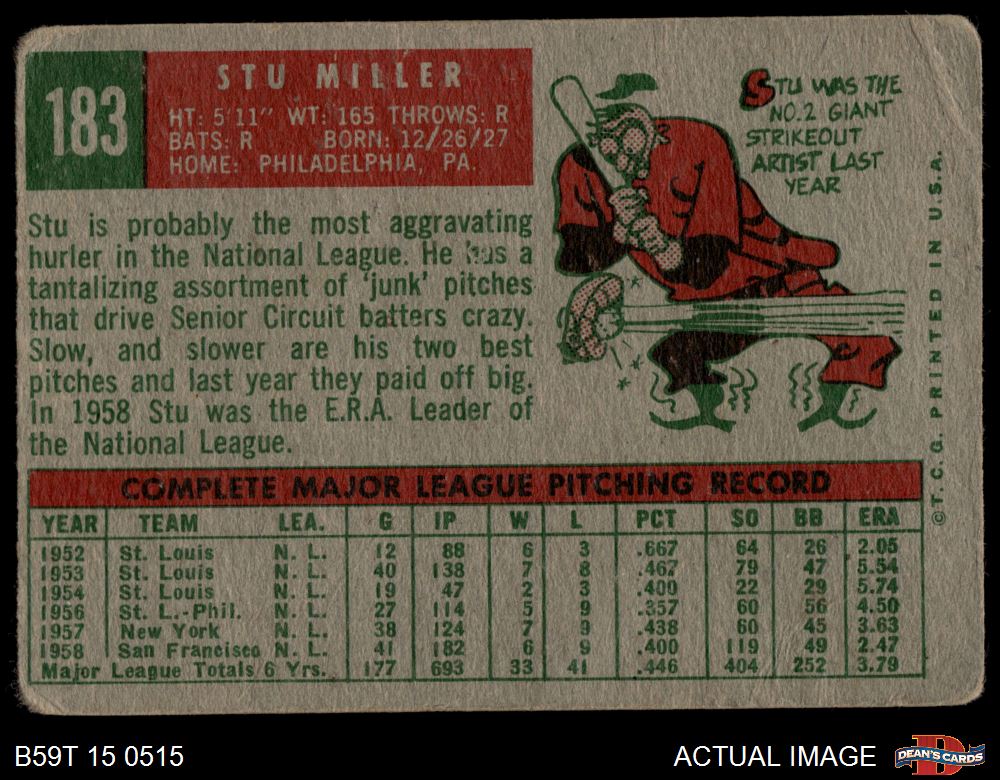 183
STU MILLER
HT: 5'11" WT: 165 THROWS: R
BATS: R BORN: 12/26/27
HOME: PHILADELPHIA, PA.
STU WAS THE
NO. 2 GIANT
STRIKEOUT
ARTIST LAST
YEAR
Stu is probably the most aggravating
hurler in the National League. He has a
tantalizing assortment of 'junk' pitches
that drive Senior Circuit batters crazy.
Slow, and slower are his two best
pitches and last year they paid off big.
In 1958 Stu was the E.R.A. Leader of
the National League.
©T.C.G. PRINTED IN U.S.A.
COMPLETE MAJOR LEAGUE PITCHING RECORD
YEAR TEAM LEA. G IP W L PCT SO BB ERA
1952 St. Louis N. L. 12 88 6 3 .667 64 26 2.05
1953 St. Louis N. L. 40 138 7 8 .467 79 47 5.54
1954 St. Louis N. L. 19 47 2 3 .400 22 29 5.74
1956 St. L.-Phil. N. L. 27 114 5 9 .357 60 56 4.50
1957 New York N. L. 38 124 7 9 .438 60 45 3.63
1958 San Francisco N. L. 41 182 6 9 .400 119 49 2.47
Major League Totals 6 Yrs. 177 693 33 41 .446 404 252 3.79
B59T 15 0515
ACTUAL IMAGE
DEAN'S CARDS